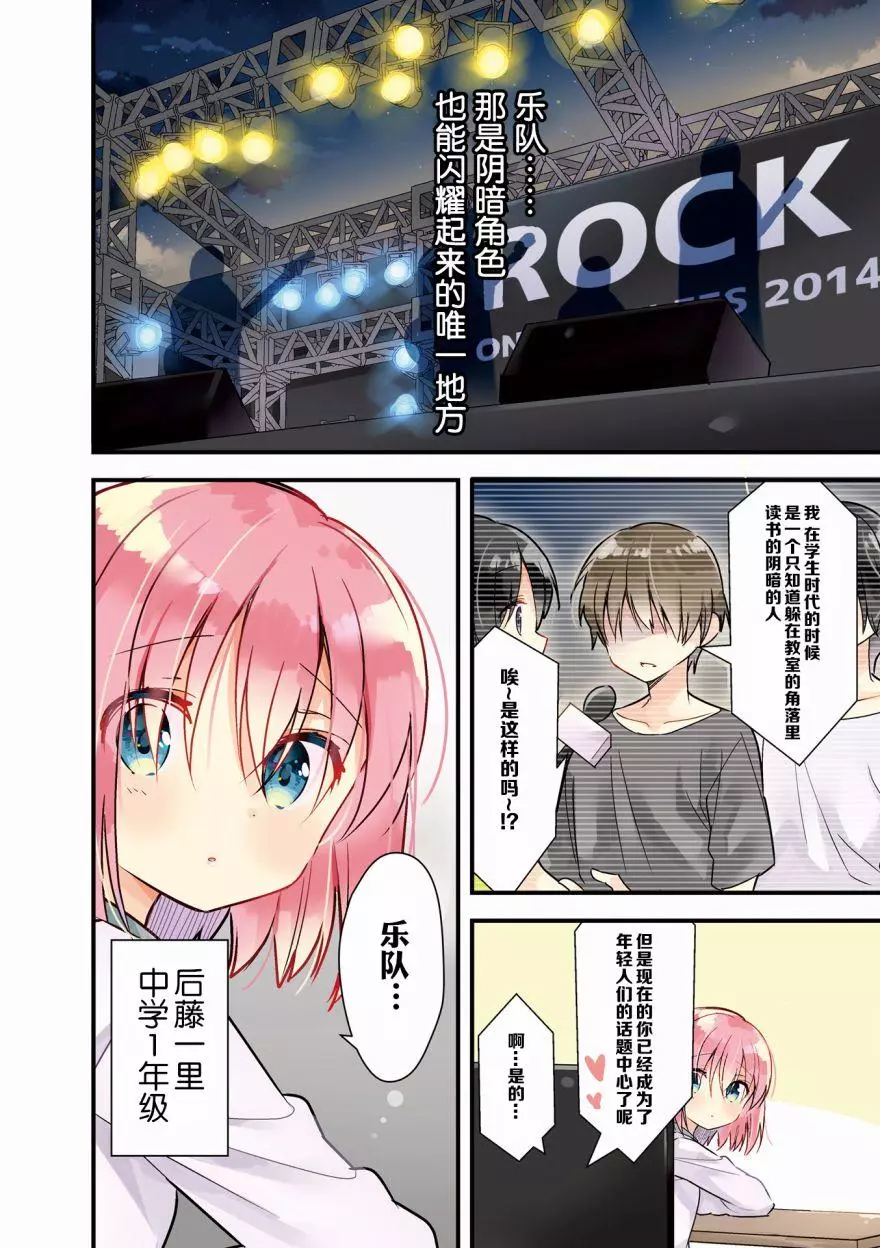 乐队……
那是阴暗角色
也能闪耀起来的唯一地方
ROCK
2014
我 在学生时代的时候
是一个只知道躲在教室的角落里
读书的阴暗的人
唉~是这样的吗~!?
但是现在的你已经成为了
年轻人们的话题中心了呢
啊…是的…
乐队…
后藤一里
中学1年级